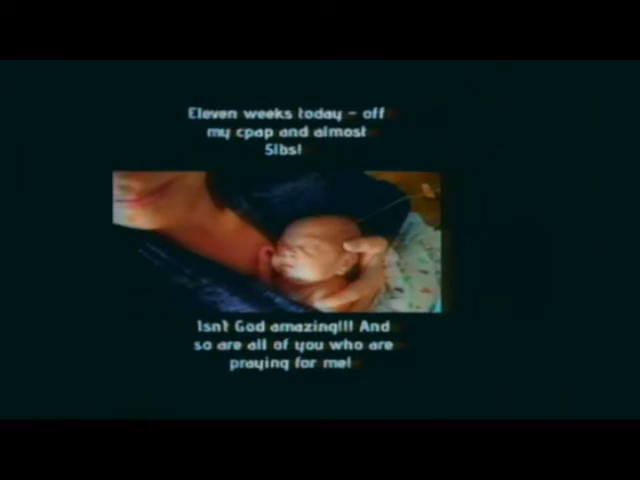 Eleven weeks today - off
my cpap and almost
5lbs!
Isn't God amazing!!! And
so are all of you who are
praying for me!